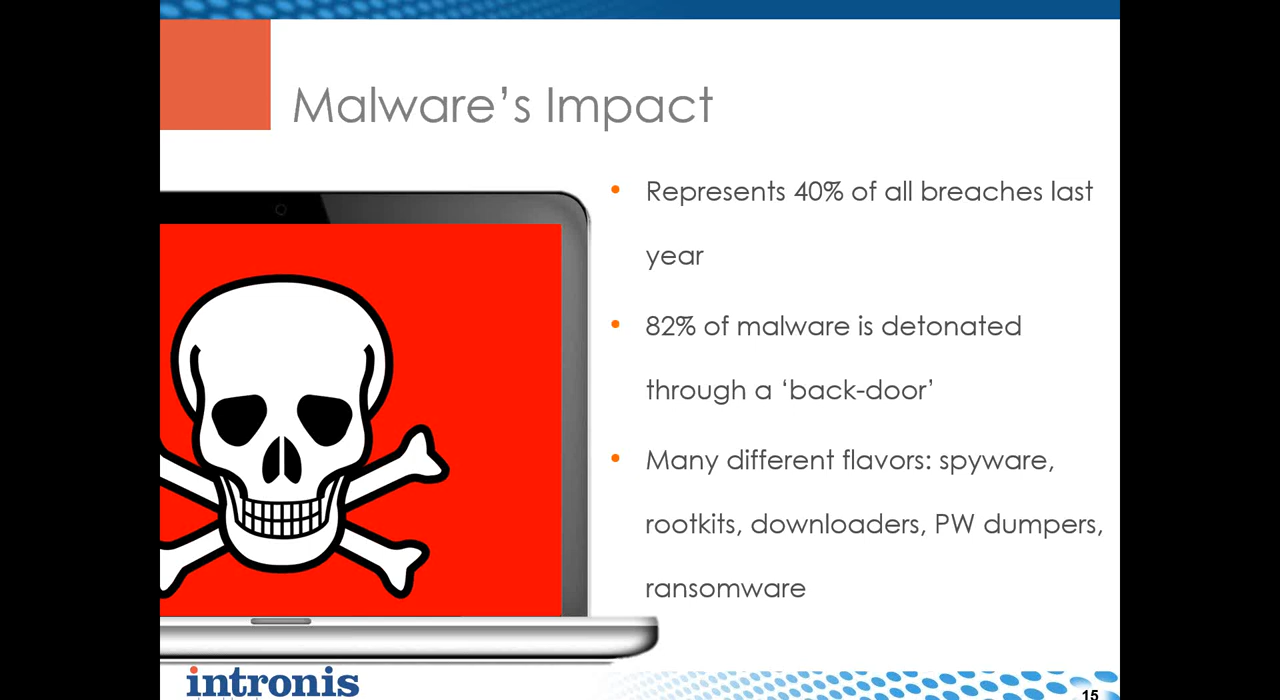 Malware’s Impact
• Represents 40% of all breaches last
year
• 82% of malware is detonated
through a ‘back-door’
• Many different flavors: spyware,
rootkits, downloaders, PW dumpers,
ransomware
intronis
15